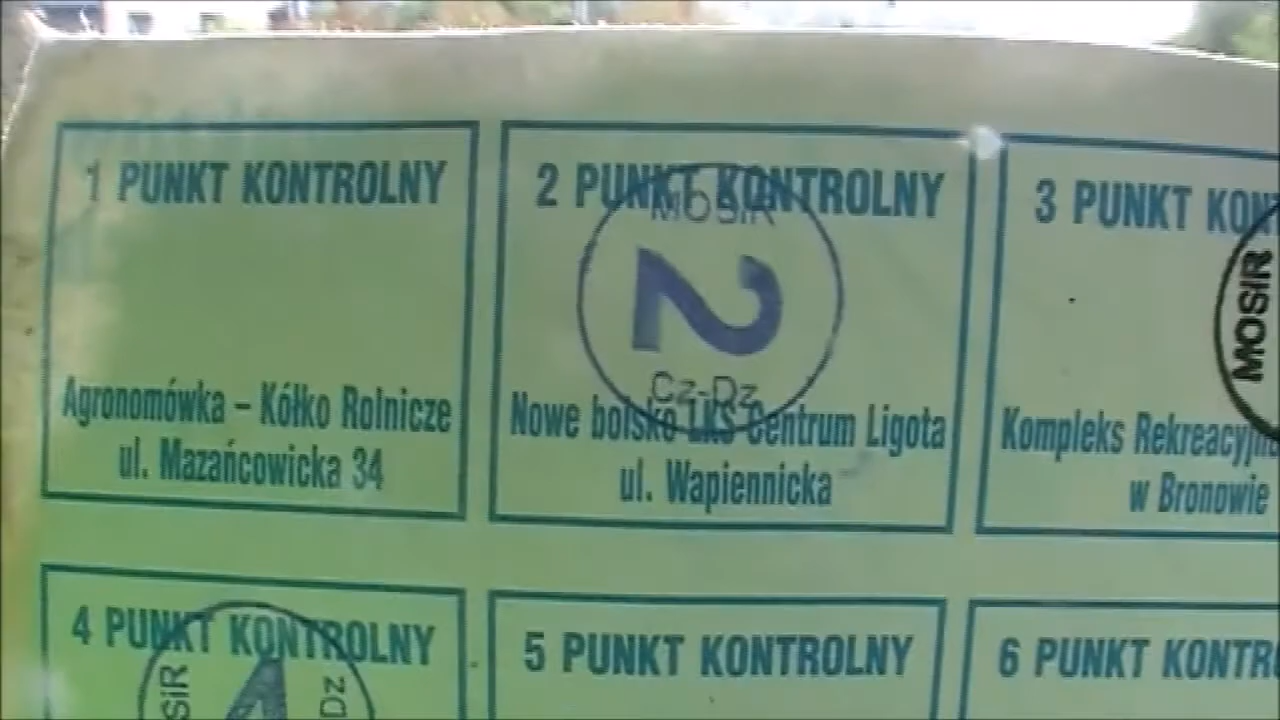 1 PUNKT KONTROLNY
Agronomówka – Kółko Rolnicze
ul. Mazańcowicka 34
2 PUNKT KONTROLNY
MOSiR
2
Cz-Dz
Nowe boisko LKS Centrum Ligota
ul. Wapiennicka
3 PUNKT KON
MOSiR
Kompleks Rekreacyjn
w Bronowie
4 PUNKT KONTROLNY
SiR
4
Dz
5 PUNKT KONTROLNY
6 PUNKT KONTR